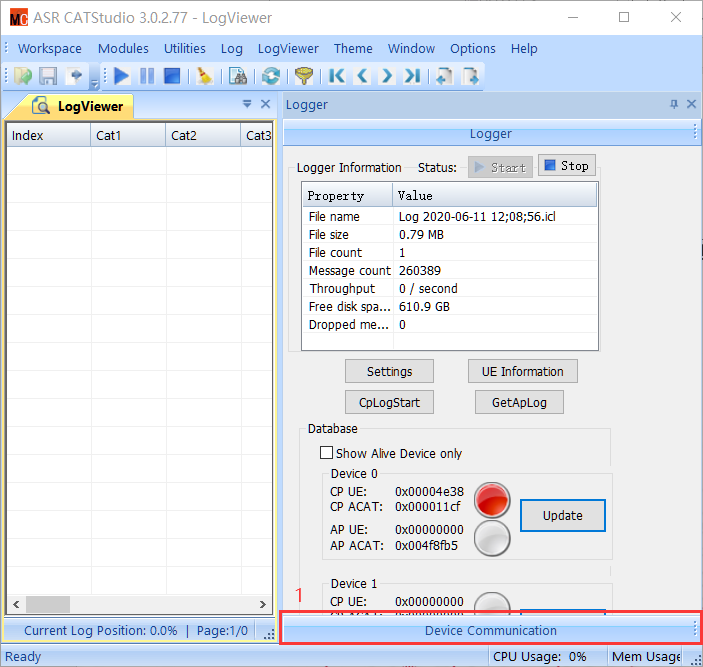 ASR CATStudio 3.0.2.77 - LogViewer
Workspace Modules Utilities Log LogViewer Theme Window Options Help
LogViewer
Index Cat1 Cat2 Cat3
Current Log Position: 0.0% | Page:1/0
Logger
Logger
Logger Information Status: Start Stop
Property Value
File name Log 2020-06-11 12;08;56.icl
File size 0.79 MB
File count 1
Message count 260389
Throughput 0 / second
Free disk spa... 610.9 GB
Dropped me... 0
Settings UE Information
CpLogStart GetApLog
Database
Show Alive Device only
Device 0
CP UE: 0x00004e38
CP ACAT: 0x000011cf
AP UE: 0x00000000
AP ACAT: 0x004f8fb5
Update
Device 1
CP UE: 0x00000000
1
Device Communication
Ready CPU Usage: 0% Mem Usage